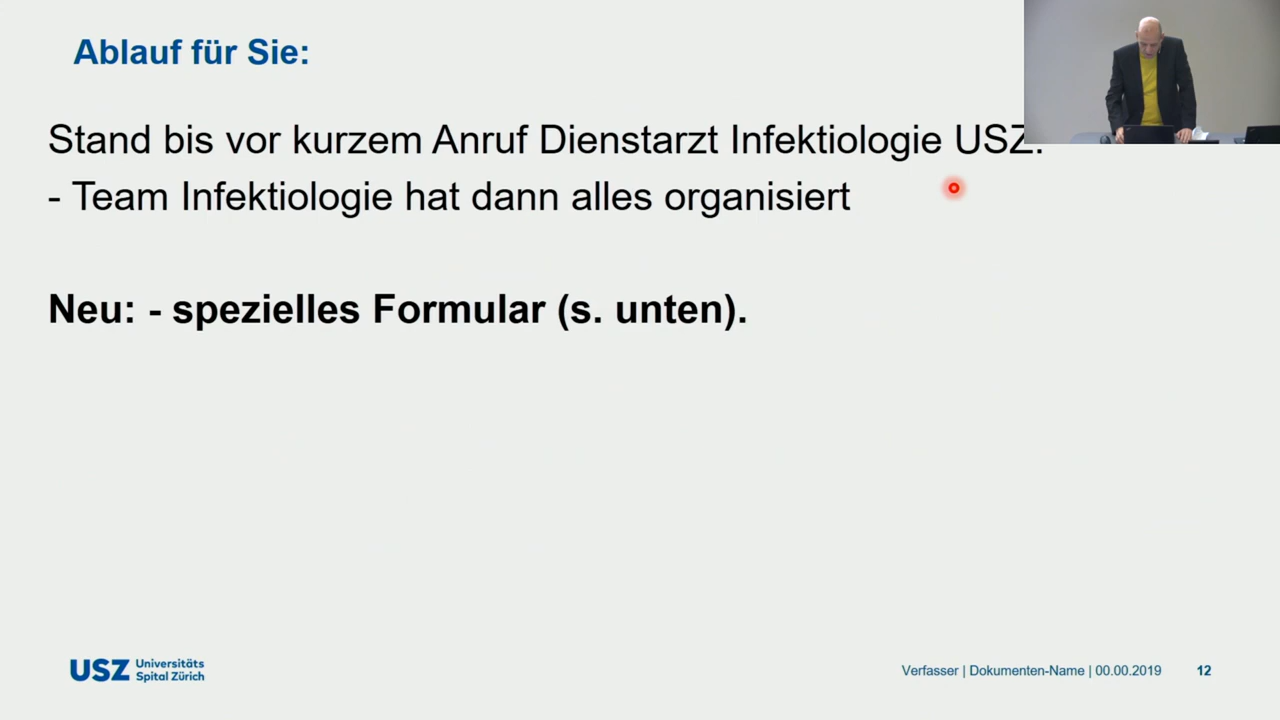 Ablauf für Sie:
Stand bis vor kurzem Anruf Dienstarzt Infektiologie USZ:
- Team Infektiologie hat dann alles organisiert
Neu: - spezielles Formular (s. unten).
USZ Universitäts Spital Zürich
Verfasser | Dokumenten-Name | 00.00.2019 12